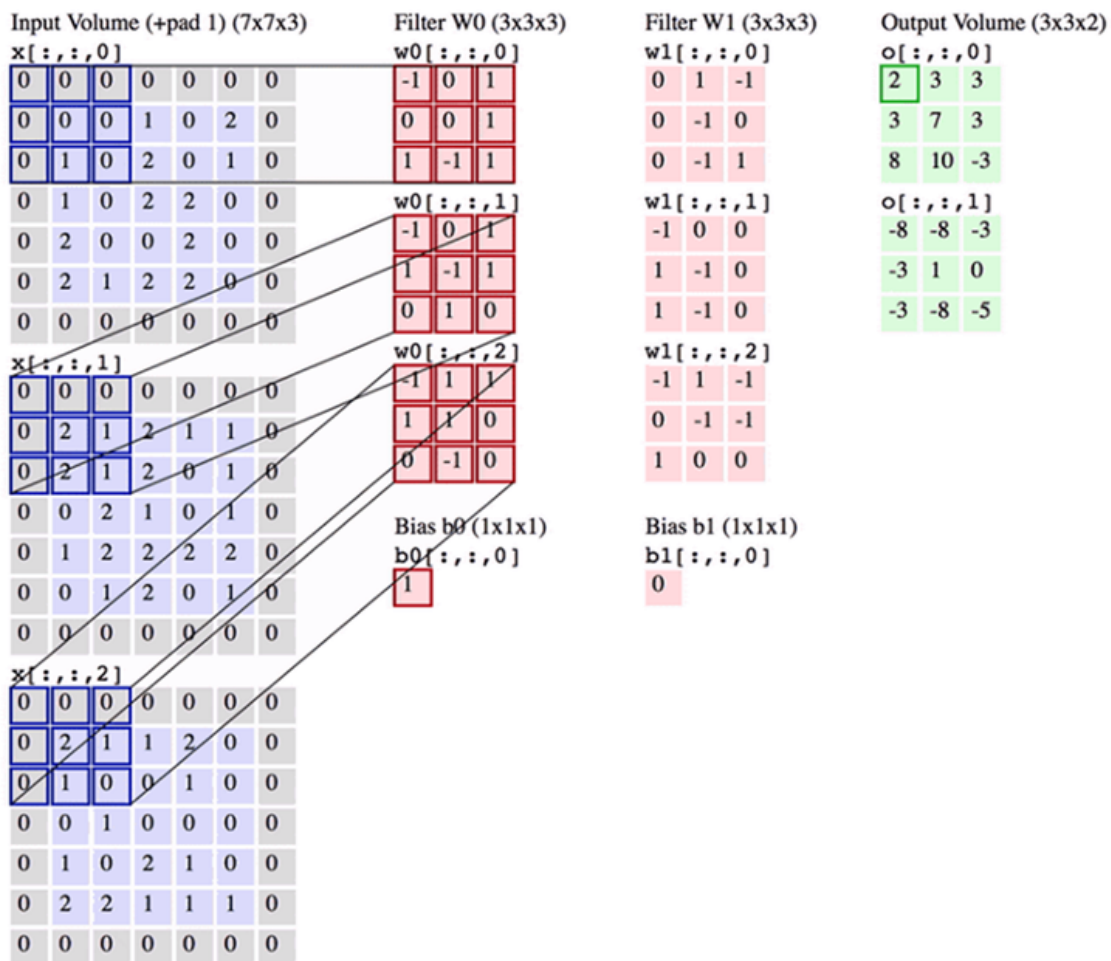 Input Volume (+pad 1) (7x7x3)
x[:,:,0]
0 0 0 0 0 0 0
0 0 0 1 0 2 0
0 1 0 2 0 1 0
0 1 0 2 2 0 0
0 2 0 0 2 0 0
0 2 1 2 2 0 0
0 0 0 0 0 0 0
x[:,:,1]
0 0 0 0 0 0 0
0 2 1 2 1 1 0
0 2 1 2 0 1 0
0 0 2 1 0 1 0
0 1 2 2 2 2 0
0 0 1 2 0 1 0
0 0 0 0 0 0 0
x[:,:,2]
0 0 0 0 0 0 0
0 2 1 1 2 0 0
0 1 0 0 1 0 0
0 0 1 0 0 0 0
0 1 0 2 1 0 0
0 2 2 1 1 1 0
0 0 0 0 0 0 0
Filter W0 (3x3x3)
w0[:,:,0]
-1 0 1
0 0 1
1 -1 1
w0[:,:,1]
-1 0 1
1 -1 1
0 1 0
w0[:,:,2]
-1 1 1
1 1 0
0 -1 0
Bias b0 (1x1x1)
b0[:,:,0]
1
Filter W1 (3x3x3)
w1[:,:,0]
0 1 -1
0 -1 0
0 -1 1
w1[:,:,1]
-1 0 0
1 -1 0
1 -1 0
w1[:,:,2]
-1 1 -1
0 -1 -1
1 0 0
Bias b1 (1x1x1)
b1[:,:,0]
0
Output Volume (3x3x2)
o[:,:,0]
2 3 3
3 7 3
8 10 -3
o[:,:,1]
-8 -8 -3
-3 1 0
-3 -8 -5